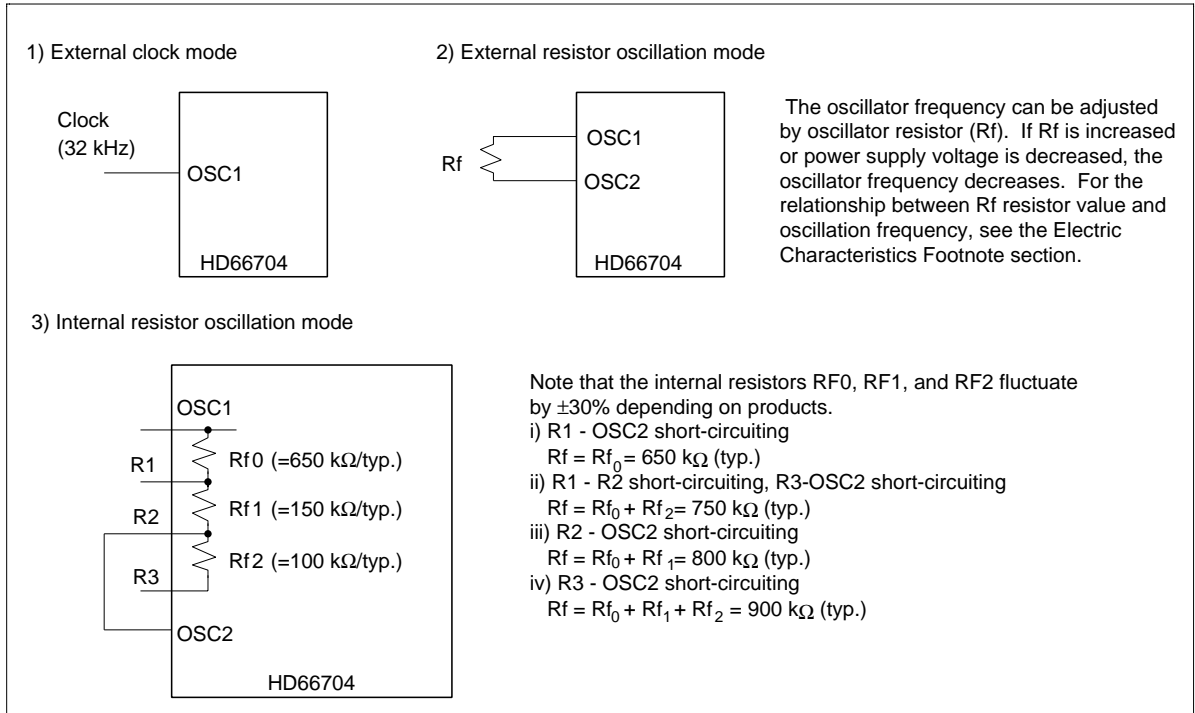 1) External clock mode
Clock
(32 kHz)
OSC1
HD66704
2) External resistor oscillation mode
Rf
OSC1
OSC2
HD66704
The oscillator frequency can be adjusted
by oscillator resistor (Rf). If Rf is increased
or power supply voltage is decreased, the
oscillator frequency decreases. For the
relationship between Rf resistor value and
oscillation frequency, see the Electric
Characteristics Footnote section.
3) Internal resistor oscillation mode
OSC1
R1
Rf0 (=650 kΩ/typ.)
R2
Rf1 (=150 kΩ/typ.)
R3
Rf2 (=100 kΩ/typ.)
OSC2
HD66704
Note that the internal resistors RF0, RF1, and RF2 fluctuate
by ±30% depending on products.
i) R1 - OSC2 short-circuiting
Rf = Rf0 = 650 kΩ (typ.)
ii) R1 - R2 short-circuiting, R3-OSC2 short-circuiting
Rf = Rf0 + Rf2 = 750 kΩ (typ.)
iii) R2 - OSC2 short-circuiting
Rf = Rf0 + Rf1 = 800 kΩ (typ.)
iv) R3 - OSC2 short-circuiting
Rf = Rf0 + Rf1 + Rf2 = 900 kΩ (typ.)